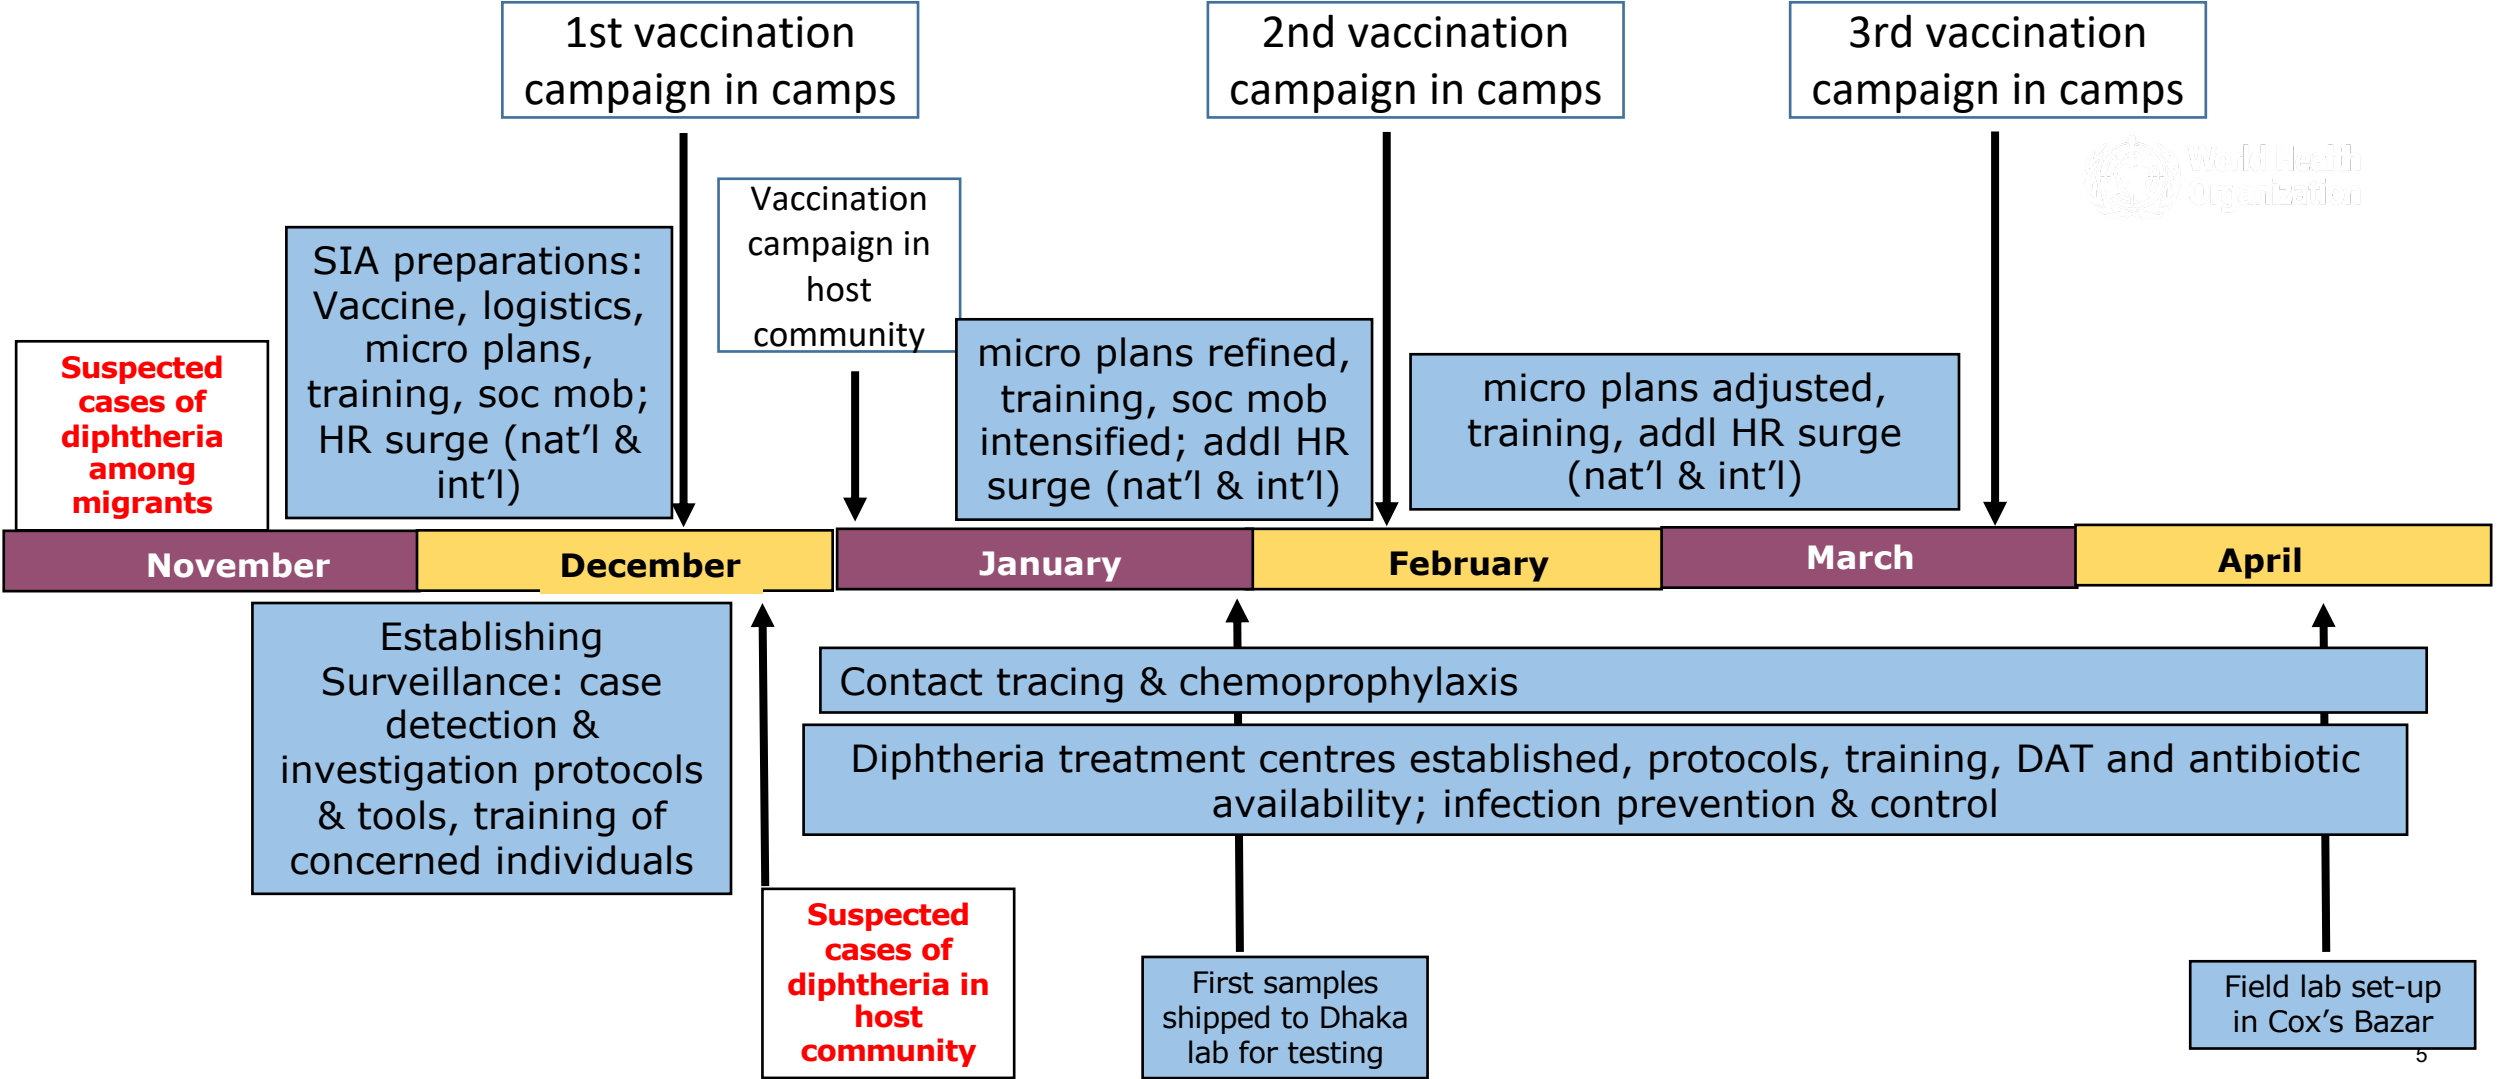 1st vaccination
campaign in camps
2nd vaccination
campaign in camps
3rd vaccination
campaign in camps
World Health
Organization
Vaccination
campaign in
host
community
SIA preparations:
Vaccine, logistics,
micro plans,
training, soc mob;
HR surge (nat’l &
int’l)
Suspected
cases of
diphtheria
among
migrants
micro plans refined,
training, soc mob
intensified; addl HR
surge (nat’l & int’l)
micro plans adjusted,
training, addl HR surge
(nat’l & int’l)
November
December
January
February
March
April
Establishing
Surveillance: case
detection &
investigation protocols
& tools, training of
concerned individuals
Contact tracing & chemoprophylaxis
Diphtheria treatment centres established, protocols, training, DAT and antibiotic
availability; infection prevention & control
Suspected
cases of
diphtheria in
host
community
First samples
shipped to Dhaka
lab for testing
Field lab set-up
in Cox’s Bazar
5